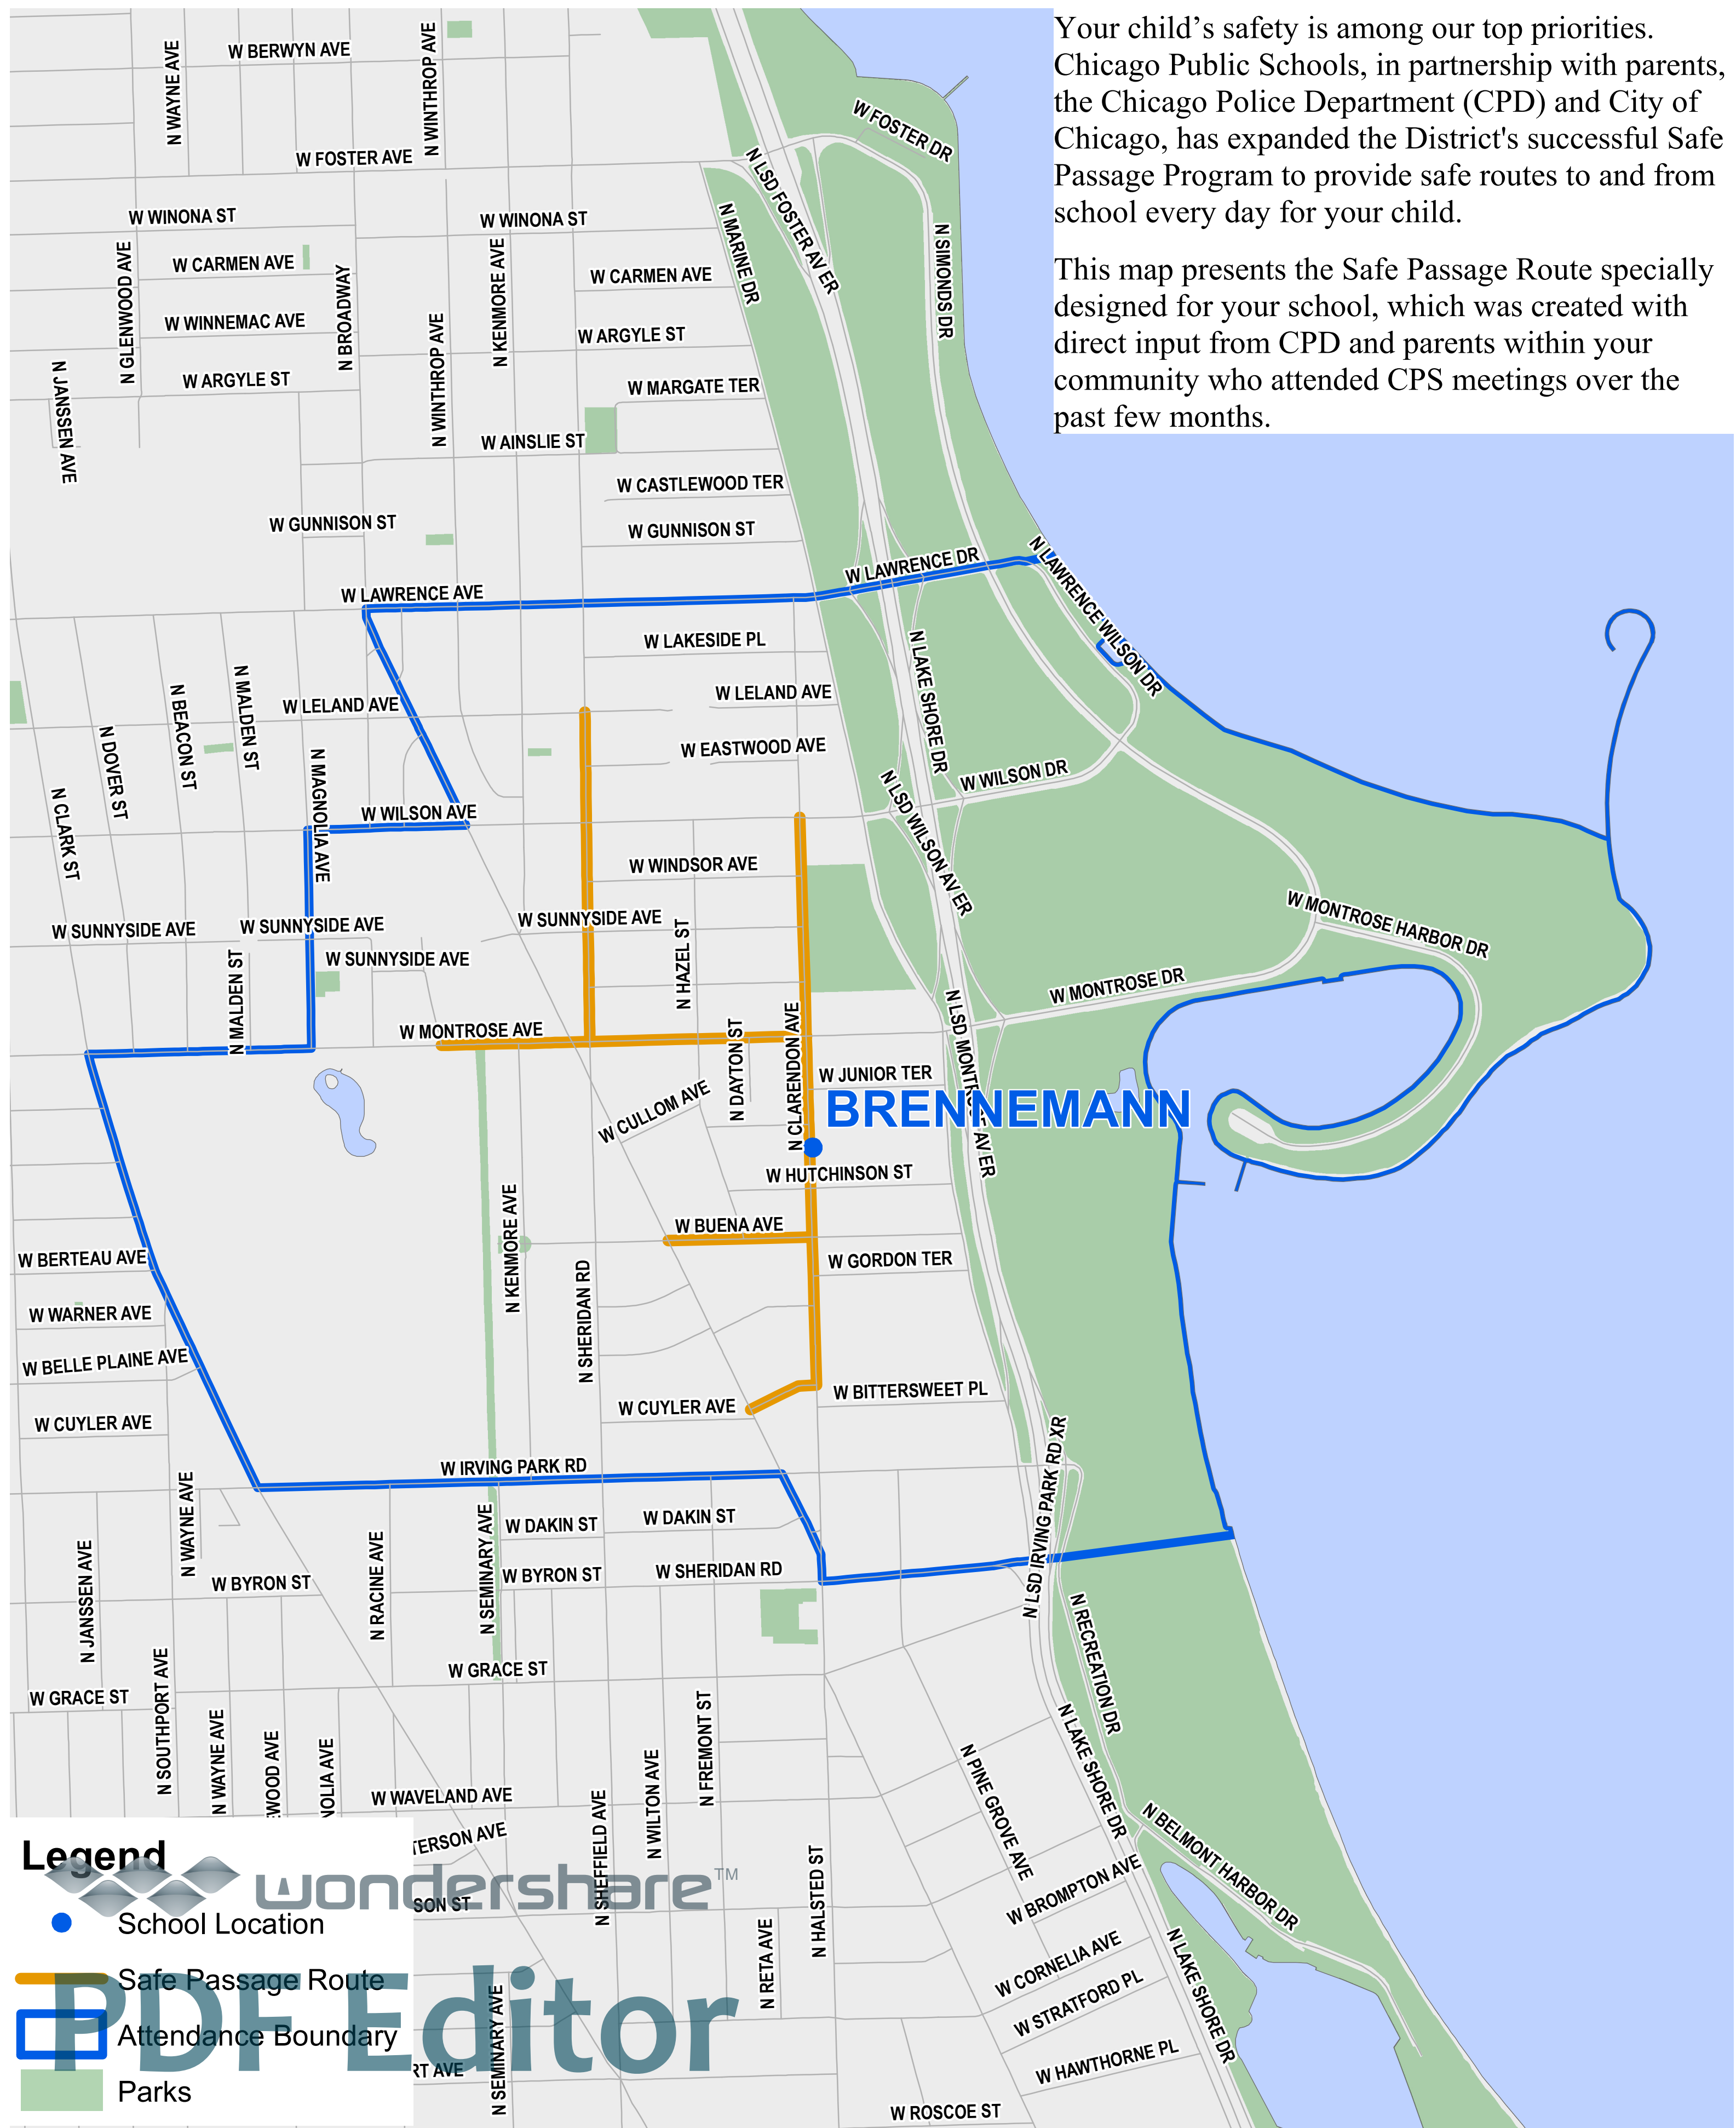 Your child’s safety is among our top priorities.
Chicago Public Schools, in partnership with parents,
the Chicago Police Department (CPD) and City of
Chicago, has expanded the District's successful Safe
Passage Program to provide safe routes to and from
school every day for your child.
This map presents the Safe Passage Route specially
designed for your school, which was created with
direct input from CPD and parents within your
community who attended CPS meetings over the
past few months.
W BERWYN AVE
N WAYNE AVE
N WINTHROP AVE
W FOSTER AVE
W FOSTER DR
N LSD FOSTER AV ER
W WINONA ST
W WINONA ST
N MARINE DR
N SIMONDS DR
N GLENWOOD AVE
W CARMEN AVE
N BROADWAY
N KENMORE AVE
W CARMEN AVE
W WINNEMAC AVE
N WINTHROP AVE
W ARGYLE ST
N JANSSEN AVE
W ARGYLE ST
W MARGATE TER
W AINSLIE ST
W CASTLEWOOD TER
W GUNNISON ST
W GUNNISON ST
W LAWRENCE AVE
W LAWRENCE DR
N LAWRENCE WILSON DR
W LAKESIDE PL
N LAKE SHORE DR
N BEACON ST
N MALDEN ST
W LELAND AVE
W LELAND AVE
N DOVER ST
N MAGNOLIA AVE
W EASTWOOD AVE
W WILSON DR
N CLARK ST
W WILSON AVE
N LSD WILSON AV ER
W WINDSOR AVE
W SUNNYSIDE AVE
W SUNNYSIDE AVE
W SUNNYSIDE AVE
W SUNNYSIDE AVE
N HAZEL ST
W MONTROSE HARBOR DR
N MALDEN ST
W MONTROSE DR
W MONTROSE AVE
N DAYTON ST
N CLARENDON AVE
N LSD MONTROSE AV ER
W JUNIOR TER
BRENNEMANN
W CULLOM AVE
W HUTCHINSON ST
N KENMORE AVE
W BUENA AVE
W BERTEAU AVE
W GORDON TER
N SHERIDAN RD
W WARNER AVE
W BELLE PLAINE AVE
W BITTERSWEET PL
W CUYLER AVE
W CUYLER AVE
N LSD IRVING PARK RD XR
W IRVING PARK RD
N WAYNE AVE
N JANSSEN AVE
N RACINE AVE
N SEMINARY AVE
W DAKIN ST
W DAKIN ST
W BYRON ST
W BYRON ST
W SHERIDAN RD
N RECREATION DR
W GRACE ST
W GRACE ST
N SOUTHPORT AVE
N WAYNE AVE
EWOOD AVE
NOLIA AVE
N FREMONT ST
N WILTON AVE
N LAKE SHORE DR
N PINE GROVE AVE
W WAVELAND AVE
N SHEFFIELD AVE
N BELMONT HARBOR DR
TERSON AVE
N HALSTED ST
W BROMPTON AVE
SON ST
N RETA AVE
W CORNELIA AVE
N LAKE SHORE DR
W STRATFORD PL
N SEMINARY AVE
W HAWTHORNE PL
RT AVE
W ROSCOE ST
Legend
School Location
Safe Passage Route
Attendance Boundary
Parks
wondershare™
PDF Editor